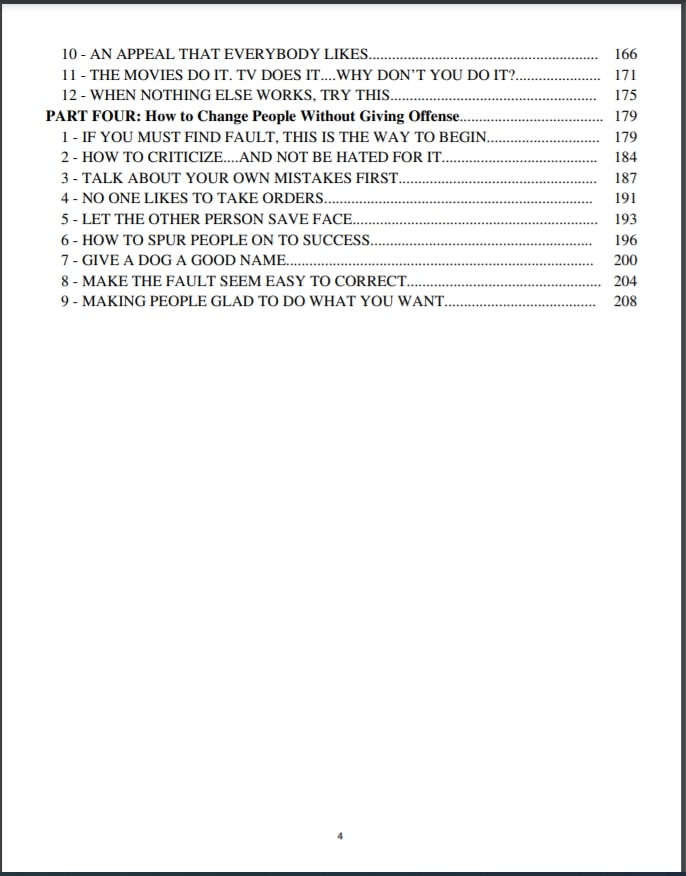 10 - AN APPEAL THAT EVERYBODY LIKES.......................................................... 166
11 - THE MOVIES DO IT. TV DOES IT....WHY DON’T YOU DO IT?...................... 171
12 - WHEN NOTHING ELSE WORKS, TRY THIS..................................................... 175
PART FOUR: How to Change People Without Giving Offense.................................... 179
1 - IF YOU MUST FIND FAULT, THIS IS THE WAY TO BEGIN............................. 179
2 - HOW TO CRITICIZE....AND NOT BE HATED FOR IT........................................ 184
3 - TALK ABOUT YOUR OWN MISTAKES FIRST................................................... 187
4 - NO ONE LIKES TO TAKE ORDERS.................................................................... 191
5 - LET THE OTHER PERSON SAVE FACE.............................................................. 193
6 - HOW TO SPUR PEOPLE ON TO SUCCESS........................................................ 196
7 - GIVE A DOG A GOOD NAME.............................................................................. 200
8 - MAKE THE FAULT SEEM EASY TO CORRECT................................................. 204
9 - MAKING PEOPLE GLAD TO DO WHAT YOU WANT....................................... 208
4